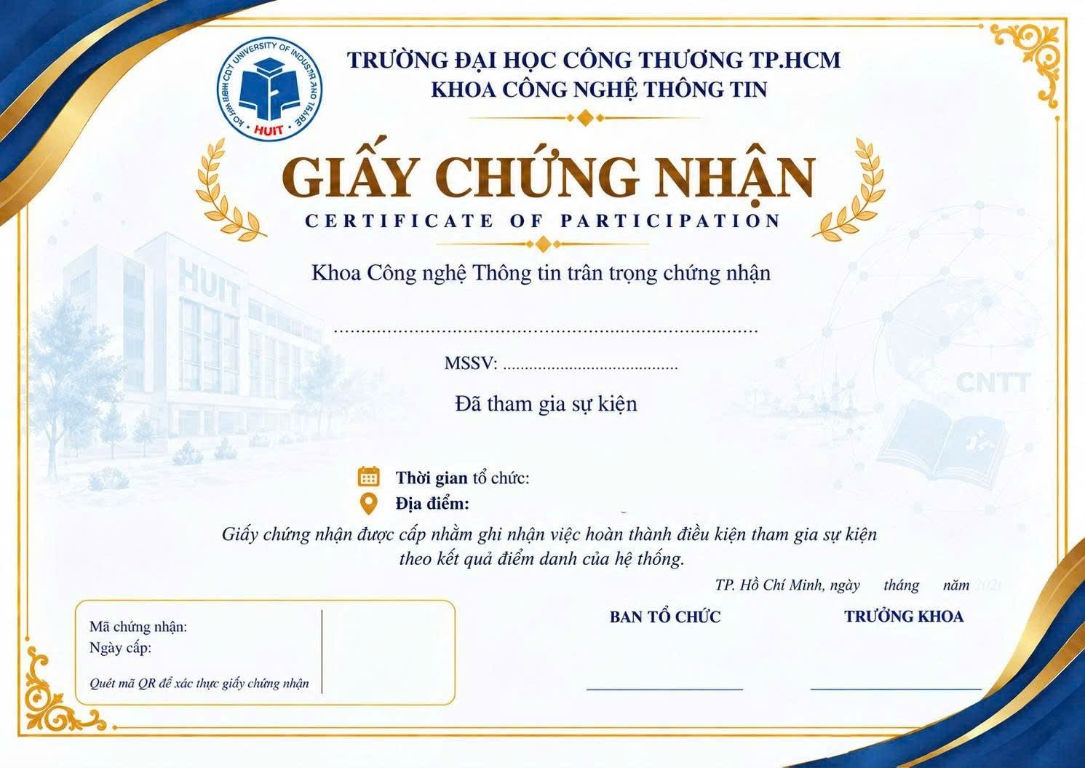 TRƯỜNG ĐẠI HỌC CÔNG THƯƠNG TP.HCM
KHOA CÔNG NGHỆ THÔNG TIN
HUIT
GIẤY CHỨNG NHẬN
CERTIFICATE OF PARTICIPATION
Khoa Công nghệ Thông tin trân trọng chứng nhận
HUIT
MSSV:
CNTT
Đã tham gia sự kiện
Thời gian tổ chức:
Địa điểm:
Giấy chứng nhận được cấp nhằm ghi nhận việc hoàn thành điều kiện tham gia sự kiện
theo kết quả điểm danh của hệ thống.
TP. Hồ Chí Minh, ngày tháng năm
BAN TỔ CHỨC
TRƯỞNG KHOA
Mã chứng nhận:
Ngày cấp:
Quét mã QR để xác thực giấy chứng nhận